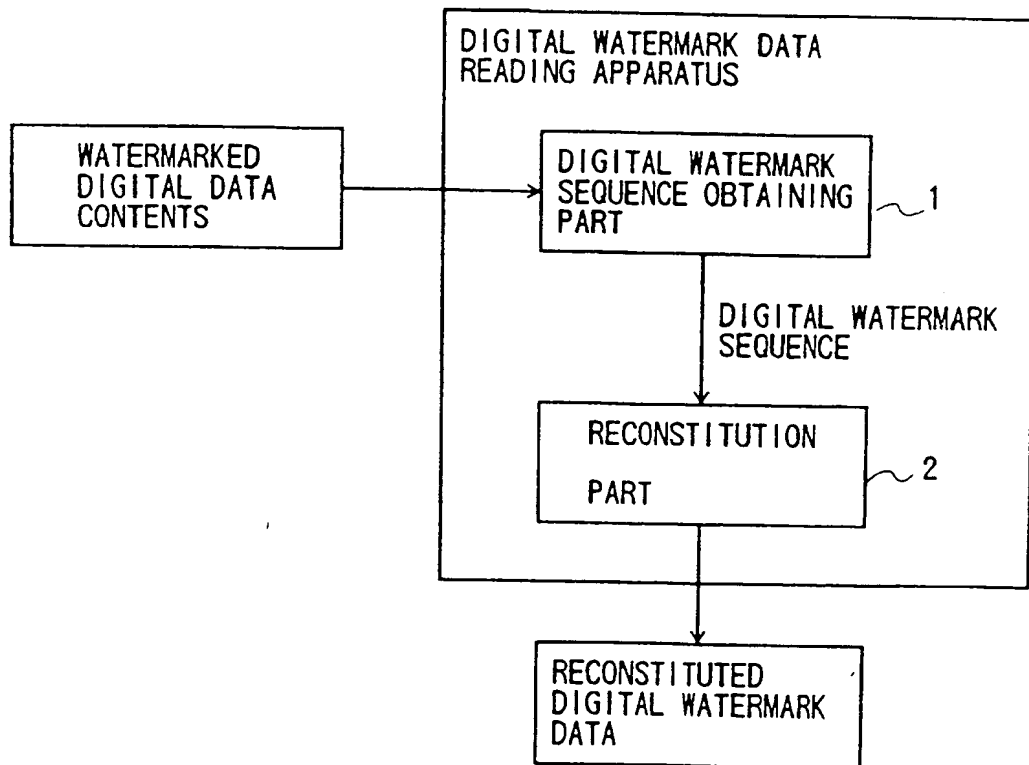 DIGITAL WATERMARK DATA
READING APPARATUS
WATERMARKED
DIGITAL DATA
CONTENTS
DIGITAL WATERMARK
SEQUENCE OBTAINING
PART
1
DIGITAL WATERMARK
SEQUENCE
RECONSTITUTION
PART
2
RECONSTITUTED
DIGITAL WATERMARK
DATA